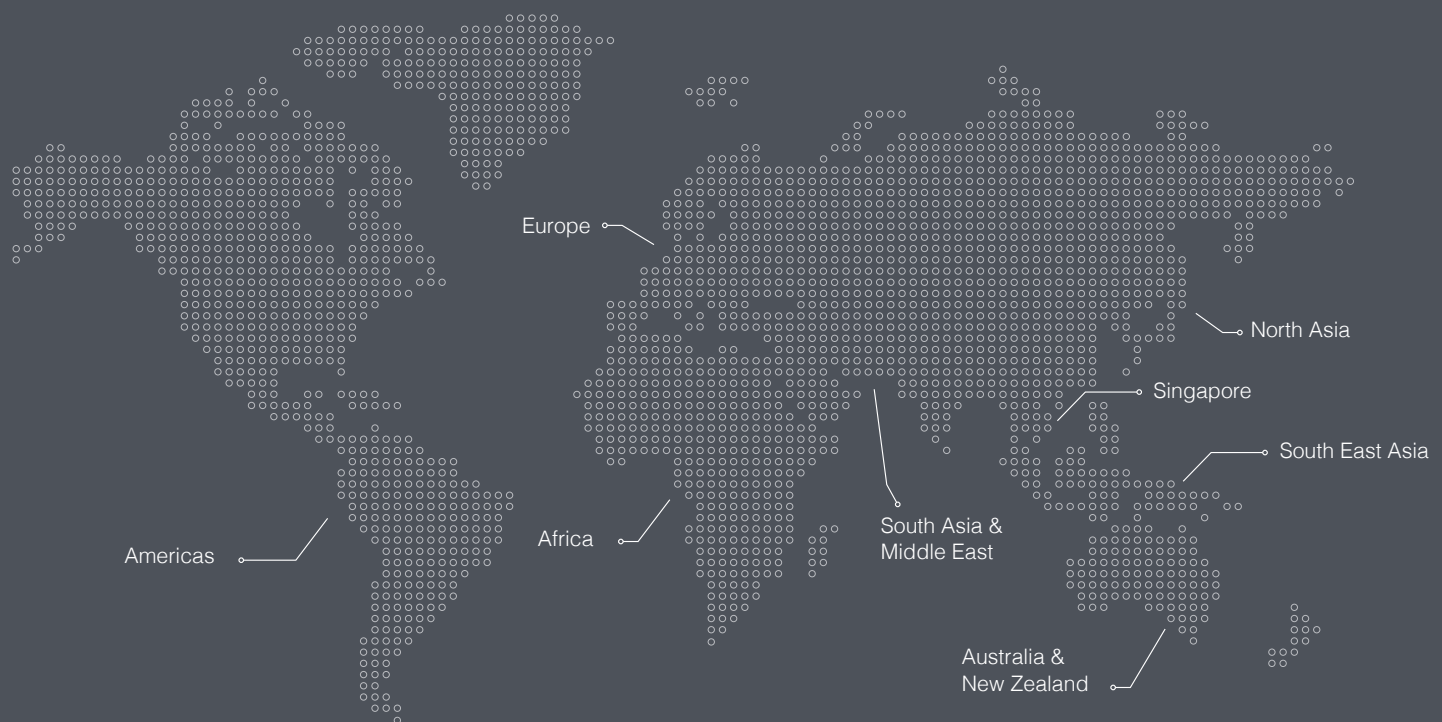 Europe
North Asia
Singapore
South East Asia
South Asia &
Middle East
Africa
Americas
Australia &
New Zealand